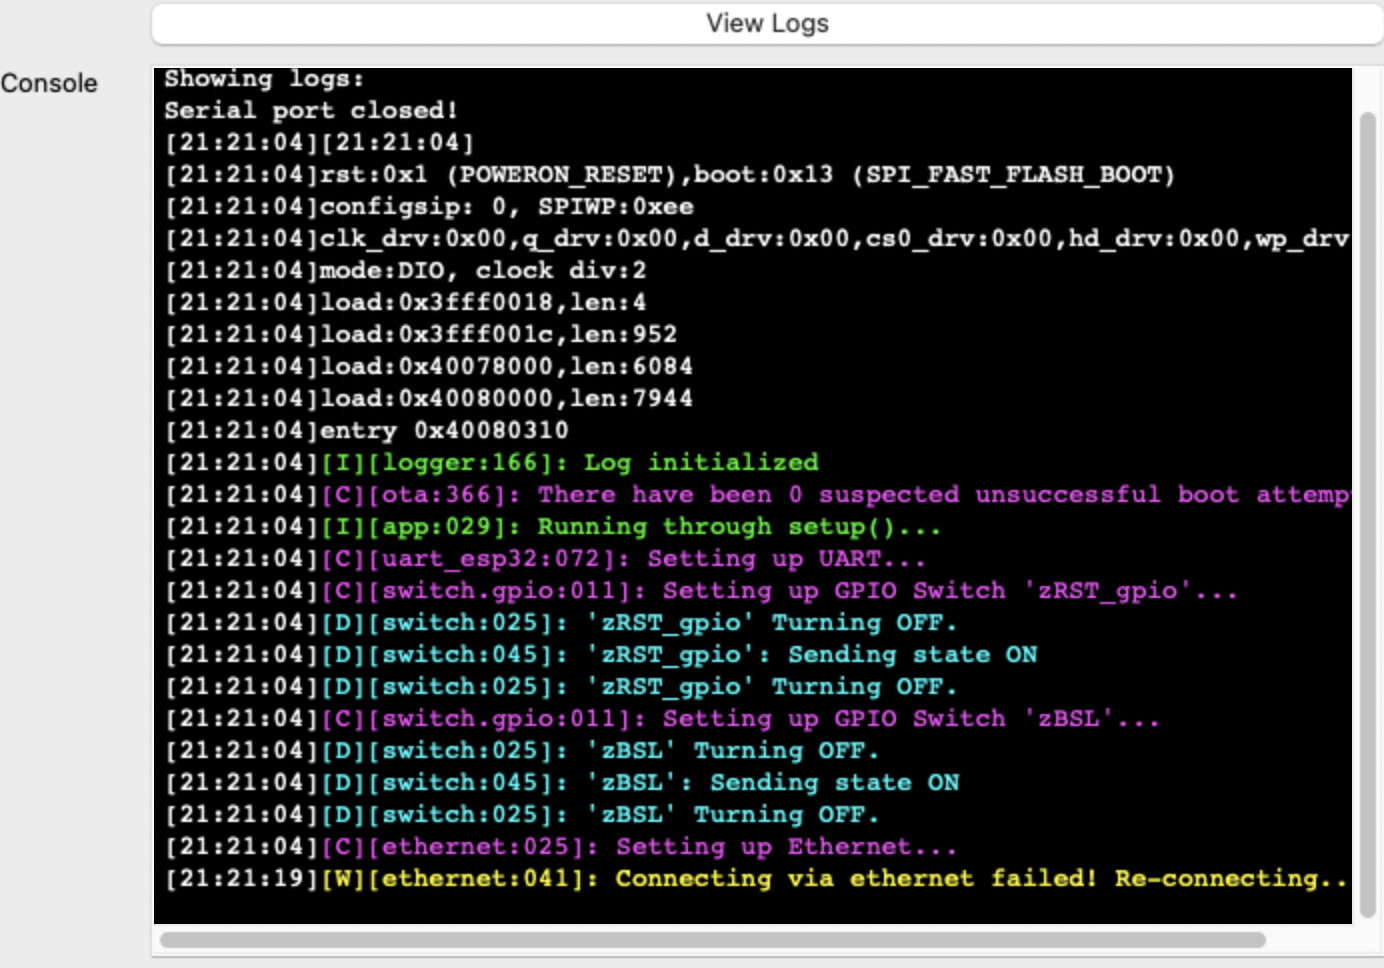 View Logs
Console
Showing logs:
Serial port closed!
[21:21:04][21:21:04]
[21:21:04]rst:0x1 (POWERON_RESET),boot:0x13 (SPI_FAST_FLASH_BOOT)
[21:21:04]configsip: 0, SPIWP:0xee
[21:21:04]clk_drv:0x00,q_drv:0x00,d_drv:0x00,cs0_drv:0x00,hd_drv:0x00,wp_drv
[21:21:04]mode:DIO, clock div:2
[21:21:04]load:0x3fff0018,len:4
[21:21:04]load:0x3fff001c,len:952
[21:21:04]load:0x40078000,len:6084
[21:21:04]load:0x40080000,len:7944
[21:21:04]entry 0x40080310
[21:21:04][I][logger:166]: Log initialized
[21:21:04][C][ota:366]: There have been 0 suspected unsuccessful boot attemp
[21:21:04][I][app:029]: Running through setup()...
[21:21:04][C][uart_esp32:072]: Setting up UART...
[21:21:04][C][switch.gpio:011]: Setting up GPIO Switch 'zRST_gpio'...
[21:21:04][D][switch:025]: 'zRST_gpio' Turning OFF.
[21:21:04][D][switch:045]: 'zRST_gpio': Sending state ON
[21:21:04][D][switch:025]: 'zRST_gpio' Turning OFF.
[21:21:04][C][switch.gpio:011]: Setting up GPIO Switch 'zBSL'...
[21:21:04][D][switch:025]: 'zBSL' Turning OFF.
[21:21:04][D][switch:045]: 'zBSL': Sending state ON
[21:21:04][D][switch:025]: 'zBSL' Turning OFF.
[21:21:04][C][ethernet:025]: Setting up Ethernet...
[21:21:19][W][ethernet:041]: Connecting via ethernet failed! Re-connecting..